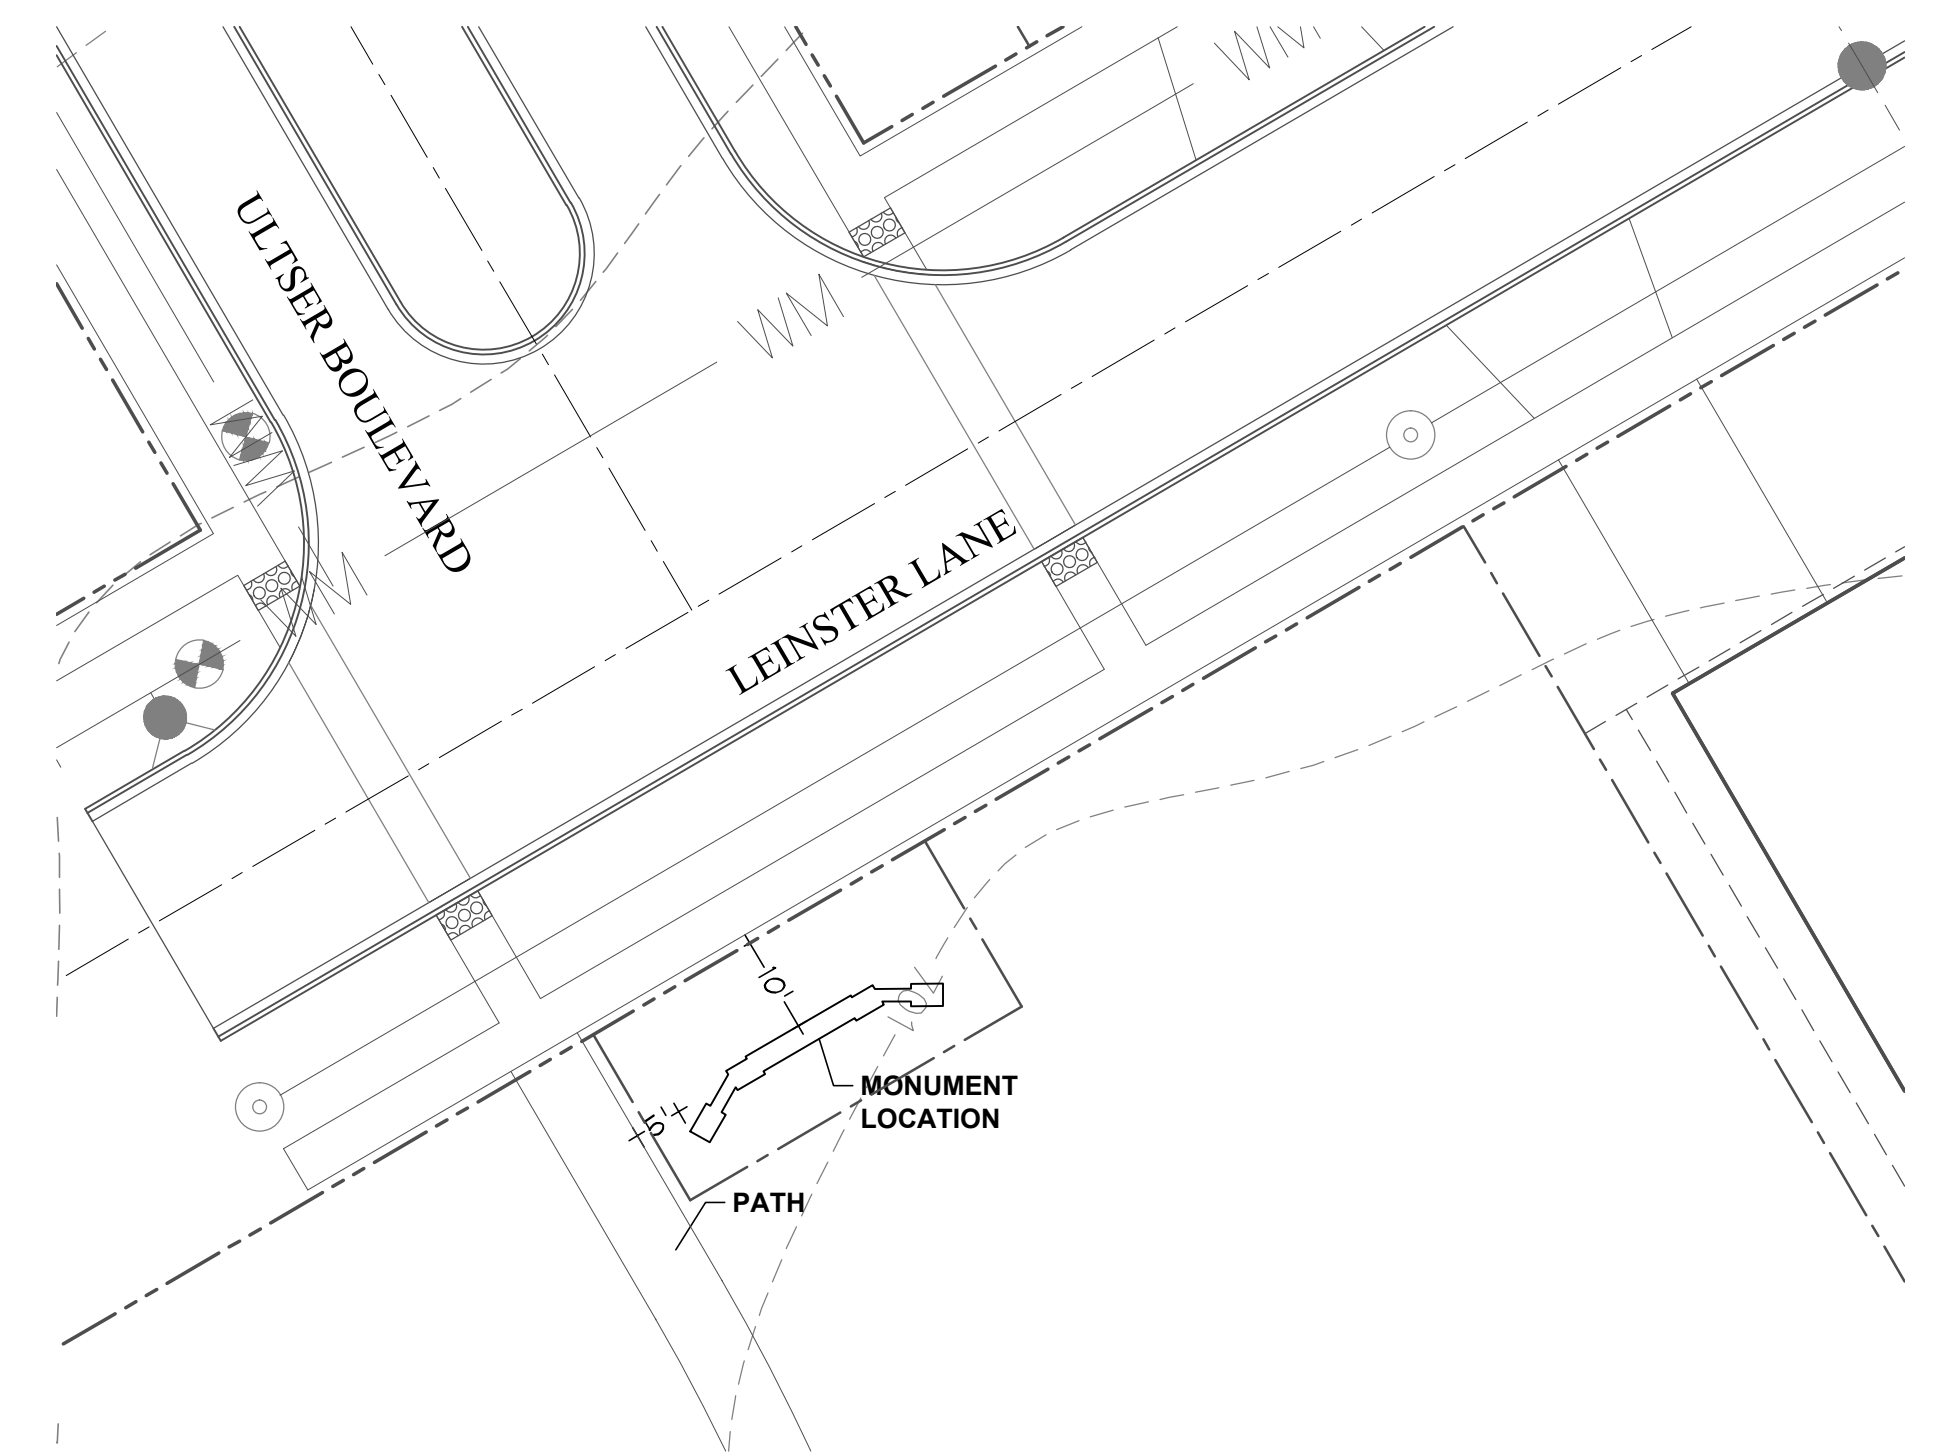 WM
WM
ULTSER BOULEVARD
WM
WM
LEINSTER LANE
10'
MONUMENT
LOCATION
5'
PATH